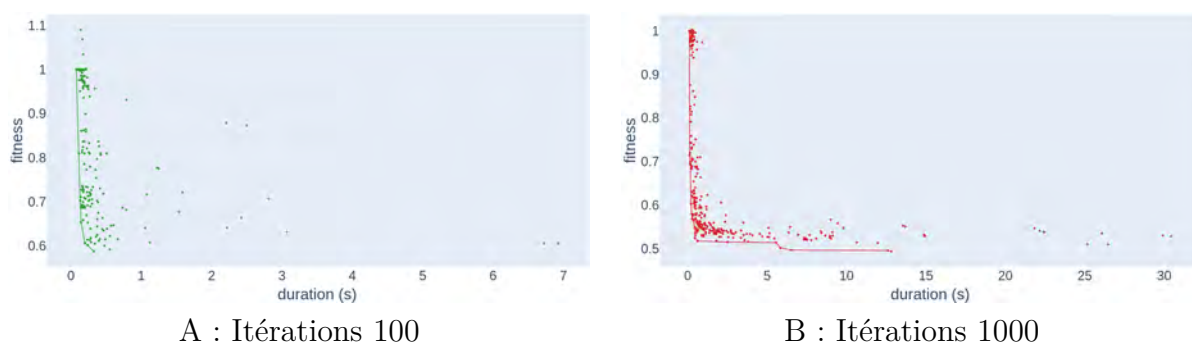 1.1
1
0.9
0.8
0.7
0.6
fitness
0 1 2 3 4 5 6 7
duration (s)
A : Itérations 100
1
0.9
0.8
0.7
0.6
0.5
fitness
0 5 10 15 20 25 30
duration (s)
B : Itérations 1000